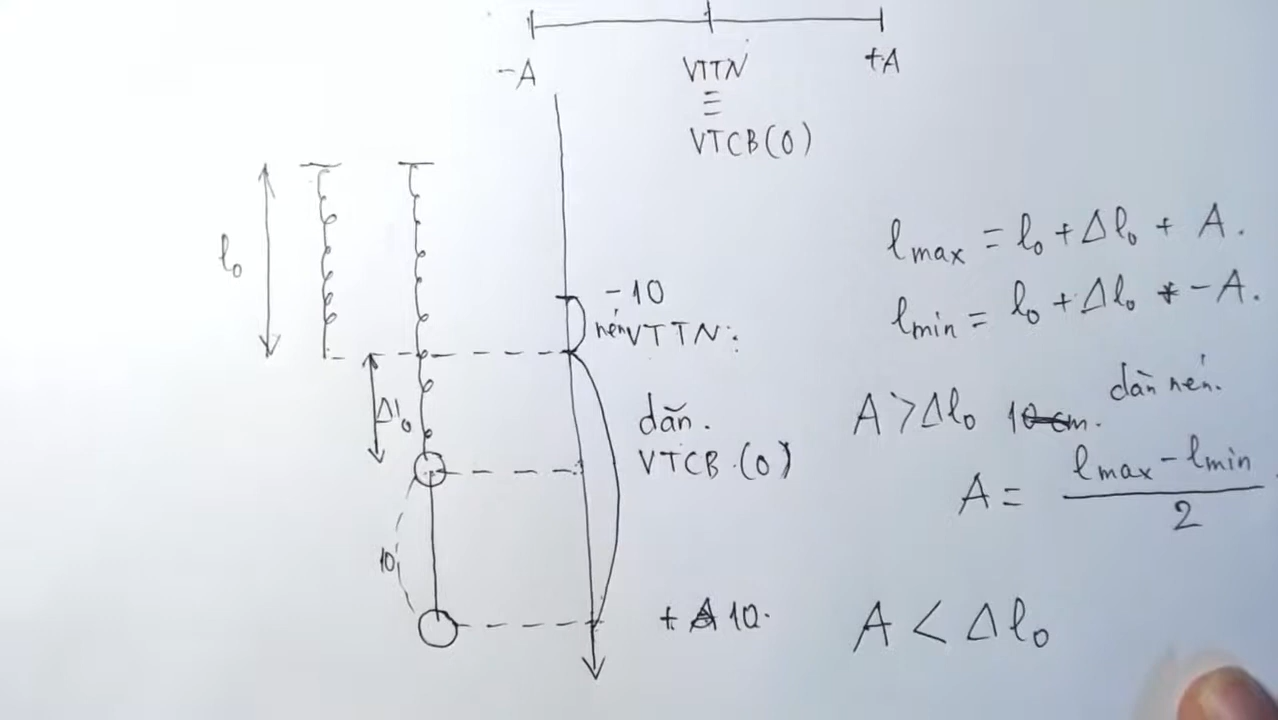 -A
VTTN
+A
≡
VTCB(0)
l₀
l max = l₀ + Δl₀ + A.
-10
nén VTTN:
l min = l₀ + Δl₀ - A.
Δl₀
dãn.
A > Δl₀
dãn nén.
VTCB.(0)
A = (l max - l min) / 2
10
+ 10.
A < Δl₀